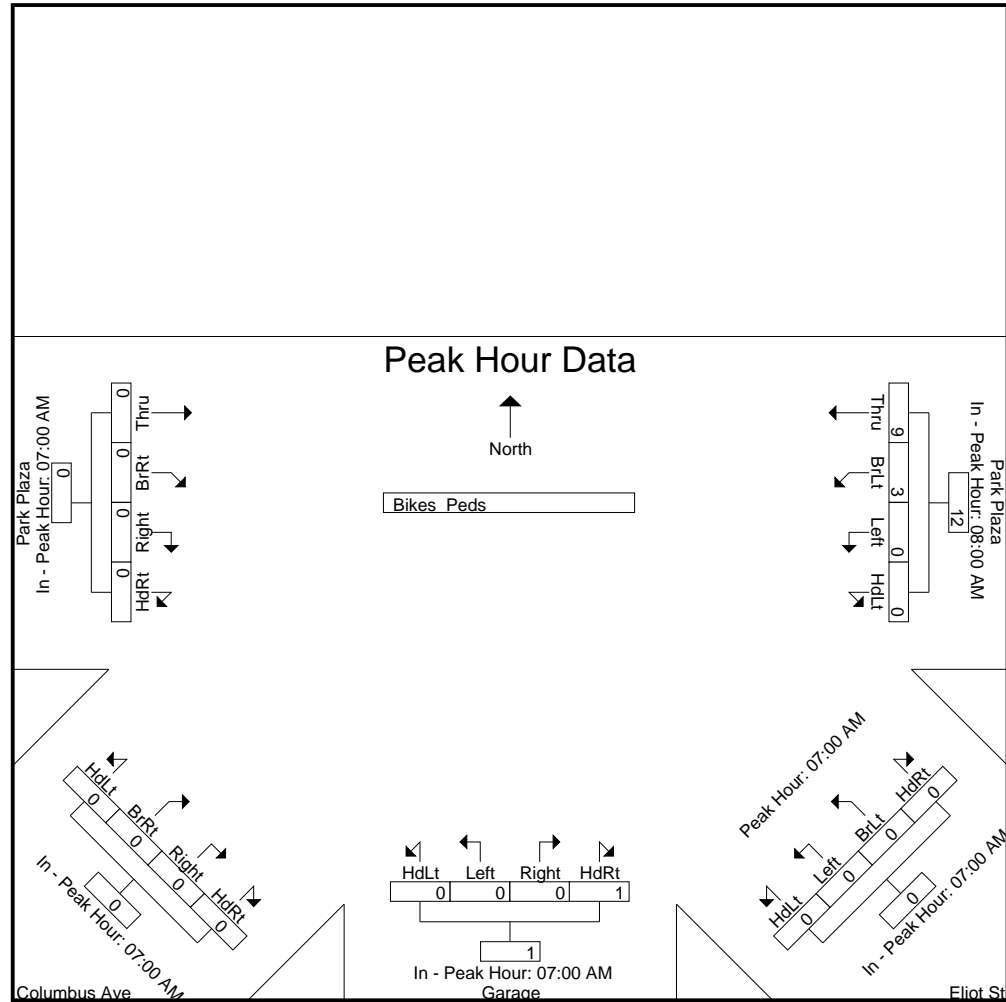 Peak Hour Data
North
Bikes Peds
Park Plaza
In - Peak Hour: 07:00 AM
0
0
Thru
0
BrRt
0
Right
0
HdRt
Park Plaza
In - Peak Hour: 08:00 AM
12
9
Thru
3
BrLt
0
Left
0
HdLt
HdLt
0
BrRt
0
Right
0
HdRt
0
0
In - Peak Hour: 07:00 AM
Columbus Ave
HdLt Left Right HdRt
0 0 0 1
1
In - Peak Hour: 07:00 AM
Garage
Peak Hour: 07:00 AM
HdRt
0
BrLt
0
Left
0
HdLt
0
0
In - Peak Hour: 07:00 AM
Eliot St